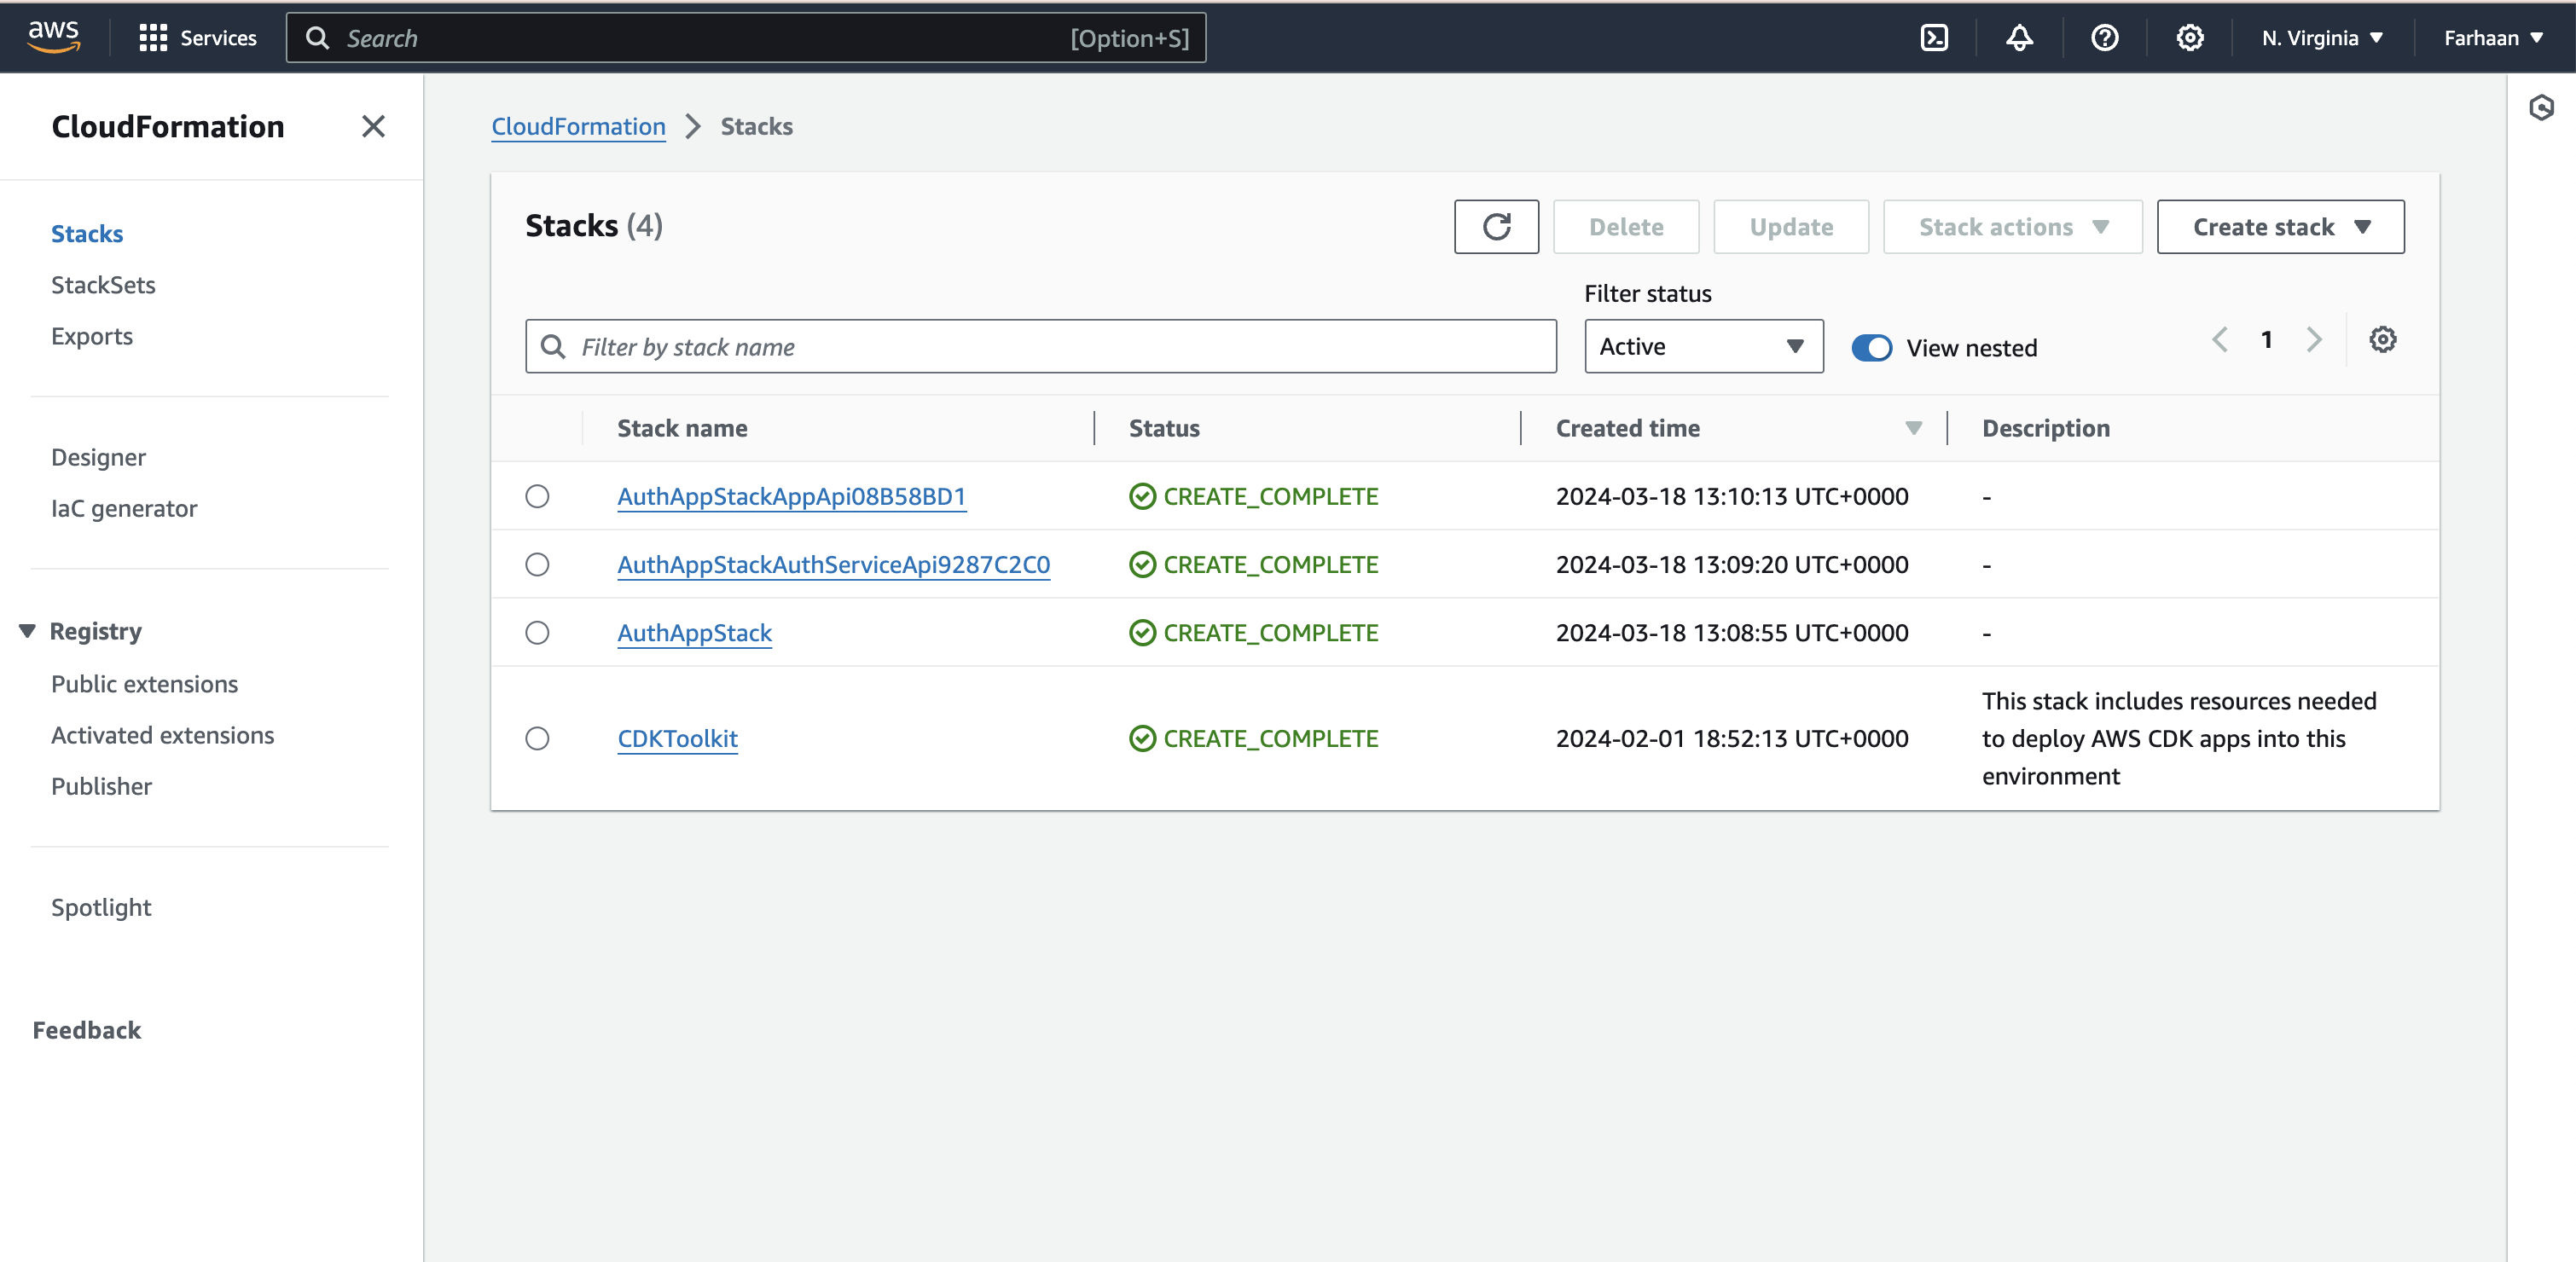 aws
Services
Search
[Option+S]
N. Virginia
Farhaan
CloudFormation
Stacks
StackSets
Exports
Designer
IaC generator
Registry
Public extensions
Activated extensions
Publisher
Spotlight
Feedback
CloudFormation
Stacks
Stacks (4)
Delete
Update
Stack actions
Create stack
Filter status
Filter by stack name
Active
View nested
1
Stack name
Status
Created time
Description
AuthAppStackAppApi08B58BD1
CREATE_COMPLETE
2024-03-18 13:10:13 UTC+0000
-
AuthAppStackAuthServiceApi9287C2C0
CREATE_COMPLETE
2024-03-18 13:09:20 UTC+0000
-
AuthAppStack
CREATE_COMPLETE
2024-03-18 13:08:55 UTC+0000
-
CDKToolkit
CREATE_COMPLETE
2024-02-01 18:52:13 UTC+0000
This stack includes resources needed
to deploy AWS CDK apps into this
environment